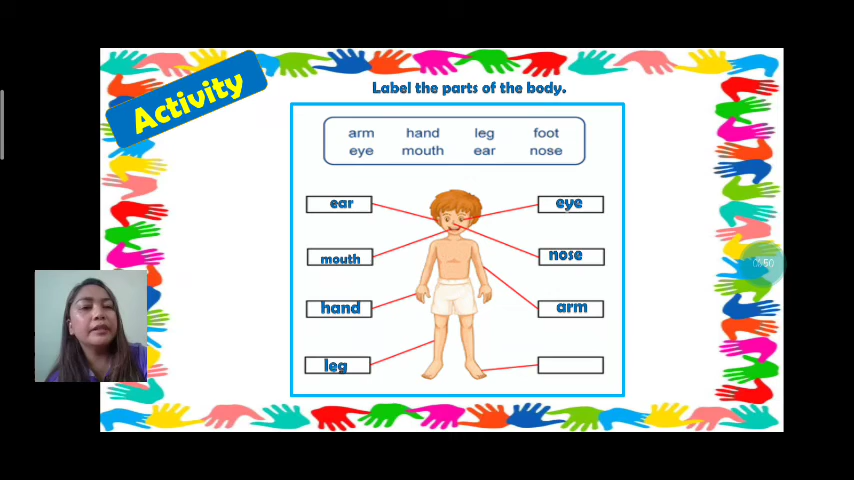 Activity
Label the parts of the body.
arm hand leg foot
eye mouth ear nose
ear eye
mouth nose
hand arm
leg